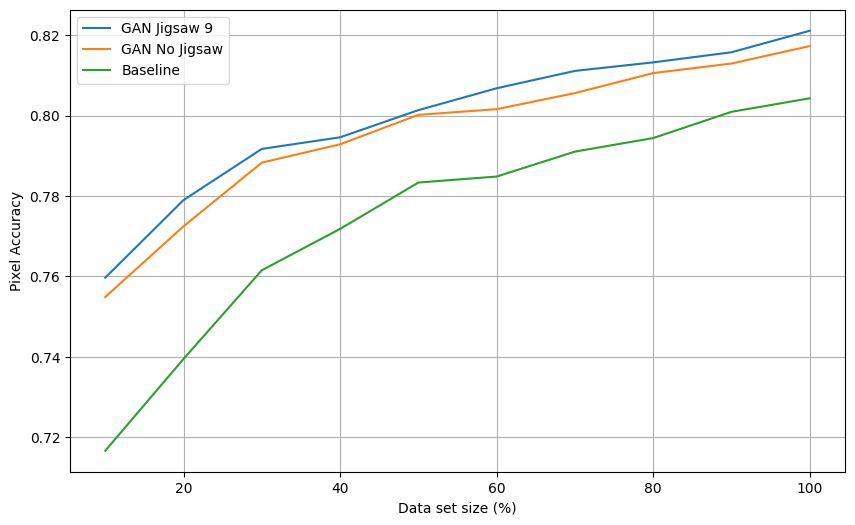 GAN Jigsaw 9
GAN No Jigsaw
Baseline
Pixel Accuracy
0.82
0.80
0.78
0.76
0.74
0.72
20 40 60 80 100
Data set size (%)